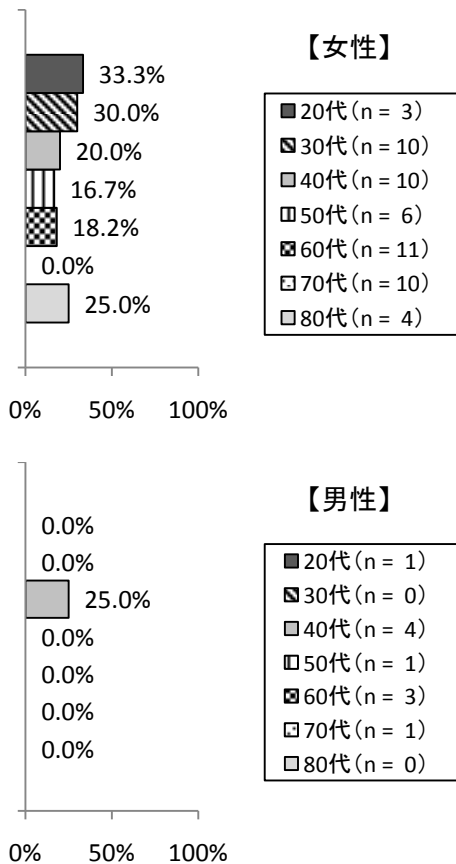 【女性】
33.3%
30.0%
20.0%
16.7%
18.2%
0.0%
25.0%
20代(n = 3)
30代(n = 10)
40代(n = 10)
50代(n = 6)
60代(n = 11)
70代(n = 10)
80代(n = 4)
0% 50% 100%
【男性】
0.0%
0.0%
25.0%
0.0%
0.0%
0.0%
0.0%
20代(n = 1)
30代(n = 0)
40代(n = 4)
50代(n = 1)
60代(n = 3)
70代(n = 1)
80代(n = 0)
0% 50% 100%